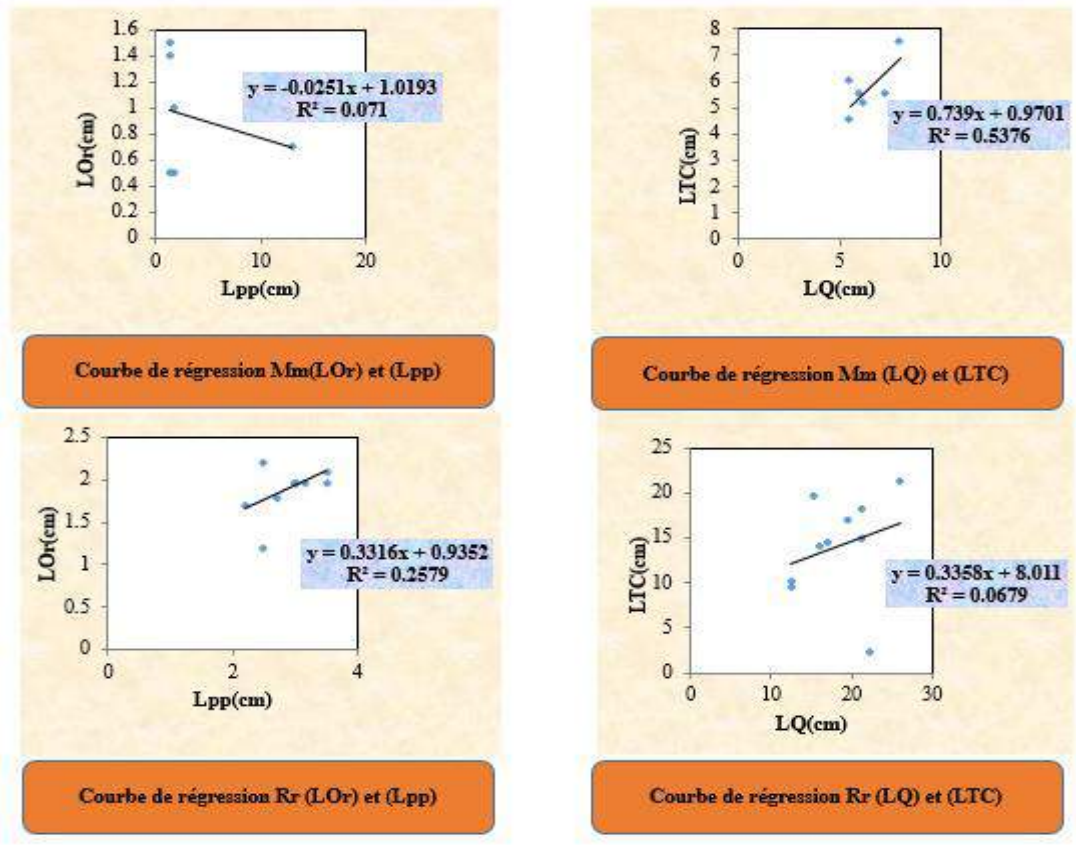 1.6
1.4
1.2
1
0.8
0.6
0.4
0.2
0
LOr(cm)
y = -0.0251x + 1.0193
R² = 0.071
0 10 20
Lpp(cm)
Courbe de régression Mm(LOr) et (Lpp)
8
7
6
5
4
3
2
1
0
LTC(cm)
y = 0.739x + 0.9701
R² = 0.5376
0 5 10
LQ(cm)
Courbe de régression Mm (LQ) et (LTC)
2.5
2
1.5
1
0.5
0
LOr(cm)
y = 0.3316x + 0.9352
R² = 0.2579
0 2 4
Lpp(cm)
Courbe de régression Rr (LOr) et (Lpp)
25
20
15
10
5
0
LTC(cm)
y = 0.3358x + 8.011
R² = 0.0679
0 10 20 30
LQ(cm)
Courbe de régression Rr (LQ) et (LTC)